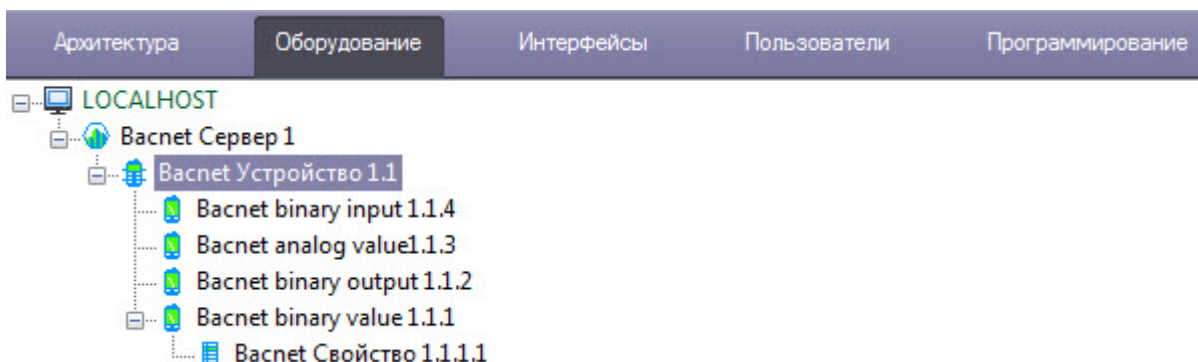 Архитектура Оборудование Интерфейсы Пользователи Программирование
LOCALHOST
Bacnet Сервер 1
Bacnet Устройство 1.1
Bacnet binary input 1.1.4
Bacnet analog value1.1.3
Bacnet binary output 1.1.2
Bacnet binary value 1.1.1
Bacnet Свойство 1.1.1.1